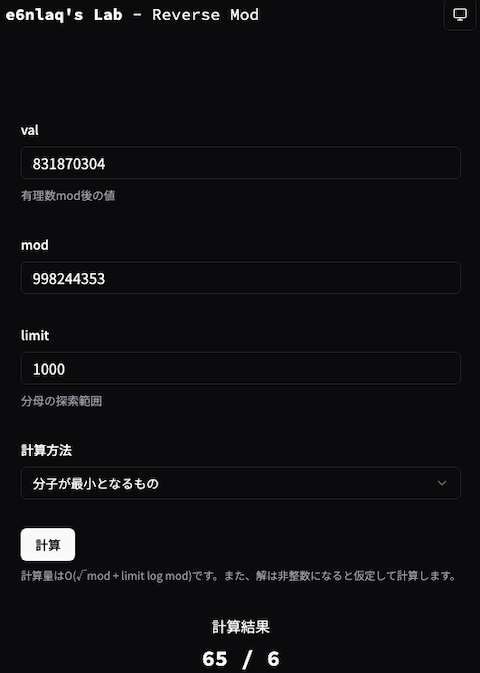 e6nlaq's Lab - Reverse Mod
val
831870304
有理数mod後の値
mod
998244353
limit
1000
分母の探索範囲
計算方法
分子が最小となるもの
計算
計算量はO(√mod + limit log mod)です。また、解は非整数になると仮定して計算します。
計算結果
65 / 6